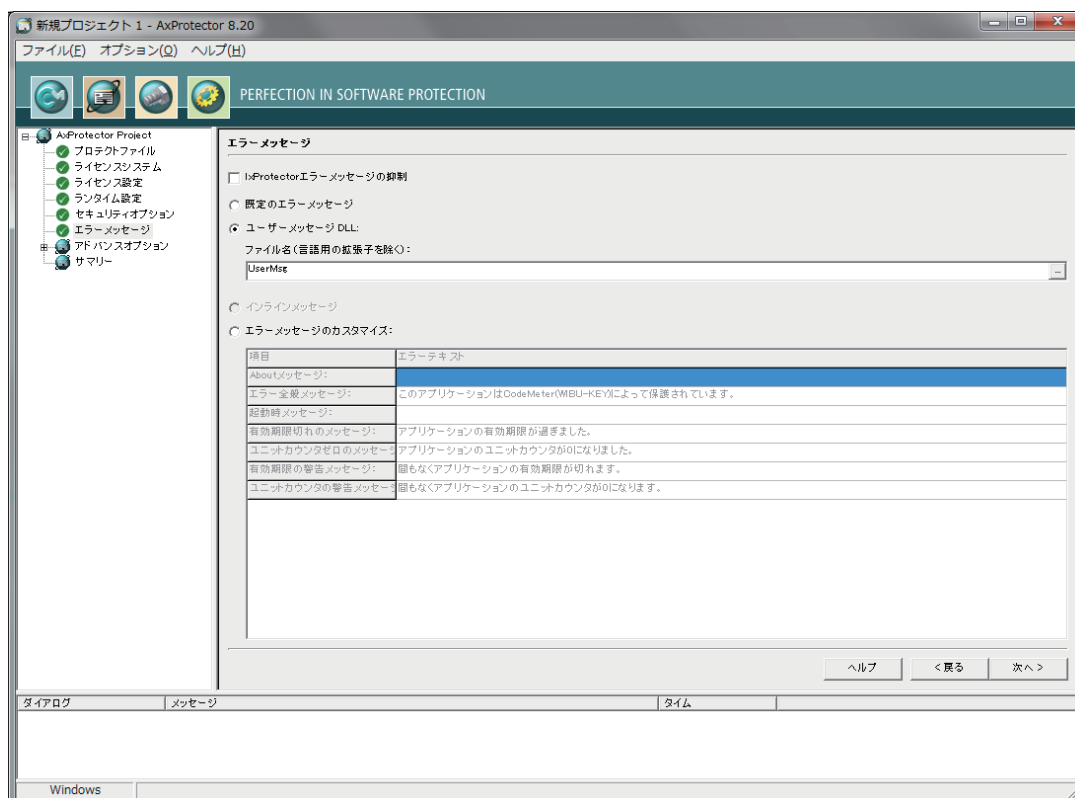 新規プロジェクト 1 - AxProtector 8.20
ファイル(F) オプション(O) ヘルプ(H)
PERFECTION IN SOFTWARE PROTECTION
AxProtector Project
プロテクトファイル
ライセンスシステム
ライセンス設定
ランタイム設定
セキュリティオプション
エラーメッセージ
アドバンスオプション
サマリー
エラーメッセージ
IxProtectorエラーメッセージの抑制
既定のエラーメッセージ
ユーザーメッセージ DLL:
ファイル名(言語用の拡張子を除く):
UserMsg
...
インラインメッセージ
エラーメッセージのカスタマイズ:
項目 エラーテキスト
Aboutメッセージ:
エラー全般メッセージ: このアプリケーションはCodeMeter(WIBU-KEY)によって保護されています。
起動時メッセージ:
有効期限切れのメッセージ: アプリケーションの有効期限が過ぎました。
ユニットカウンタゼロのメッセー アプリケーションのユニットカウンタが0になりました。
有効期限の警告メッセージ: 間もなくアプリケーションの有効期限が切れます。
ユニットカウンタの警告メッセー 間もなくアプリケーションのユニットカウンタが0になります。
ヘルプ <戻る 次へ>
ダイアログ メッセージ タイム
Windows